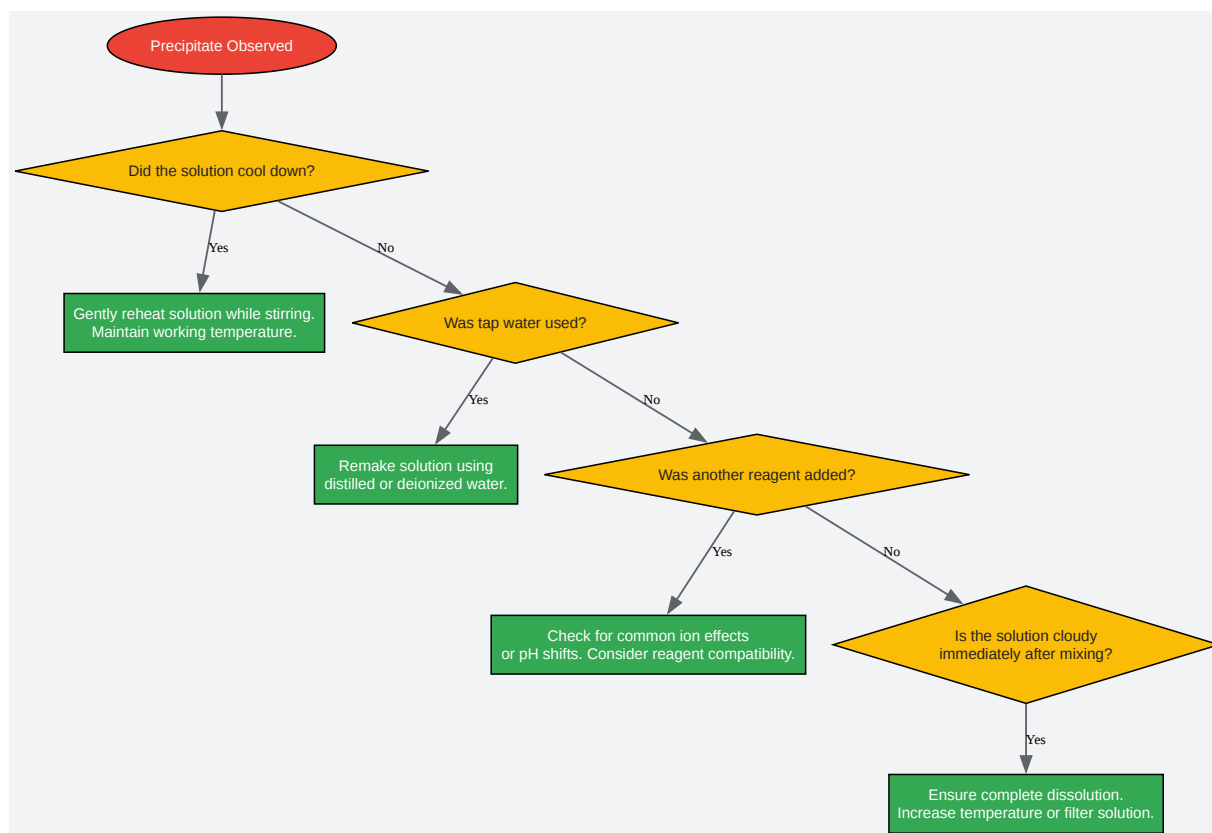 Precipitate Observed
Did the solution cool down?
Yes
No
Gently reheat solution while stirring.
Maintain working temperature.
Was tap water used?
Yes
No
Remake solution using
distilled or deionized water.
Was another reagent added?
Yes
No
Check for common ion effects
or pH shifts. Consider reagent compatibility.
Is the solution cloudy
immediately after mixing?
Yes
Ensure complete dissolution.
Increase temperature or filter solution.